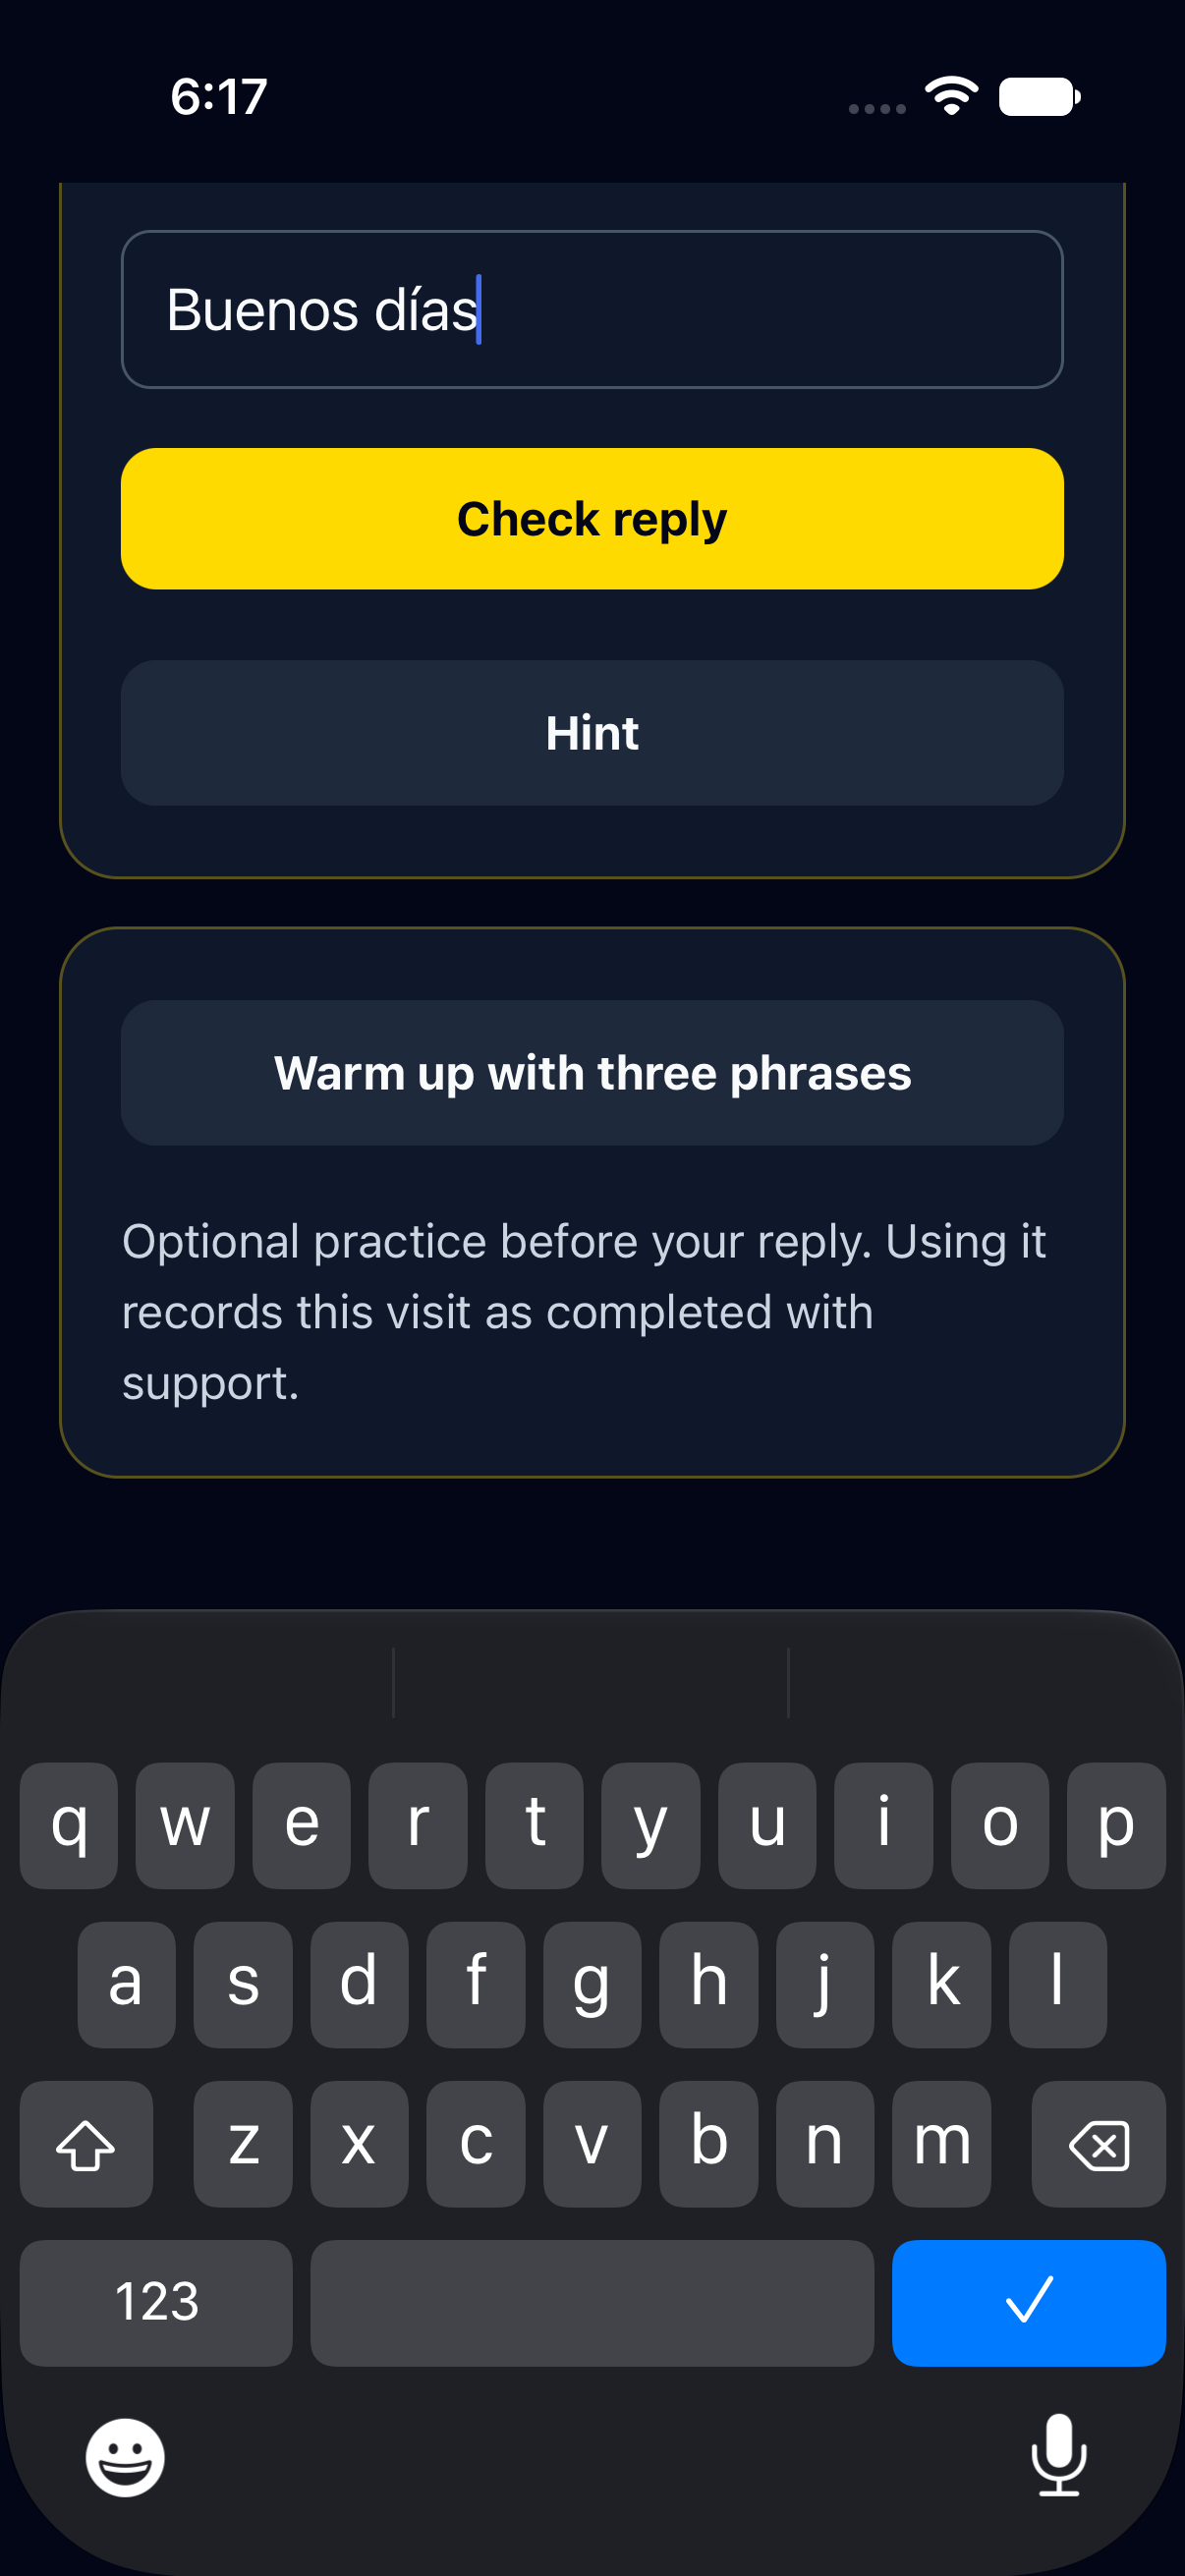 6:17
Buenos días
Check reply
Hint
Warm up with three phrases
Optional practice before your reply. Using it
records this visit as completed with
support.
q w e r t y u i o p
a s d f g h j k l
z x c v b n m
123